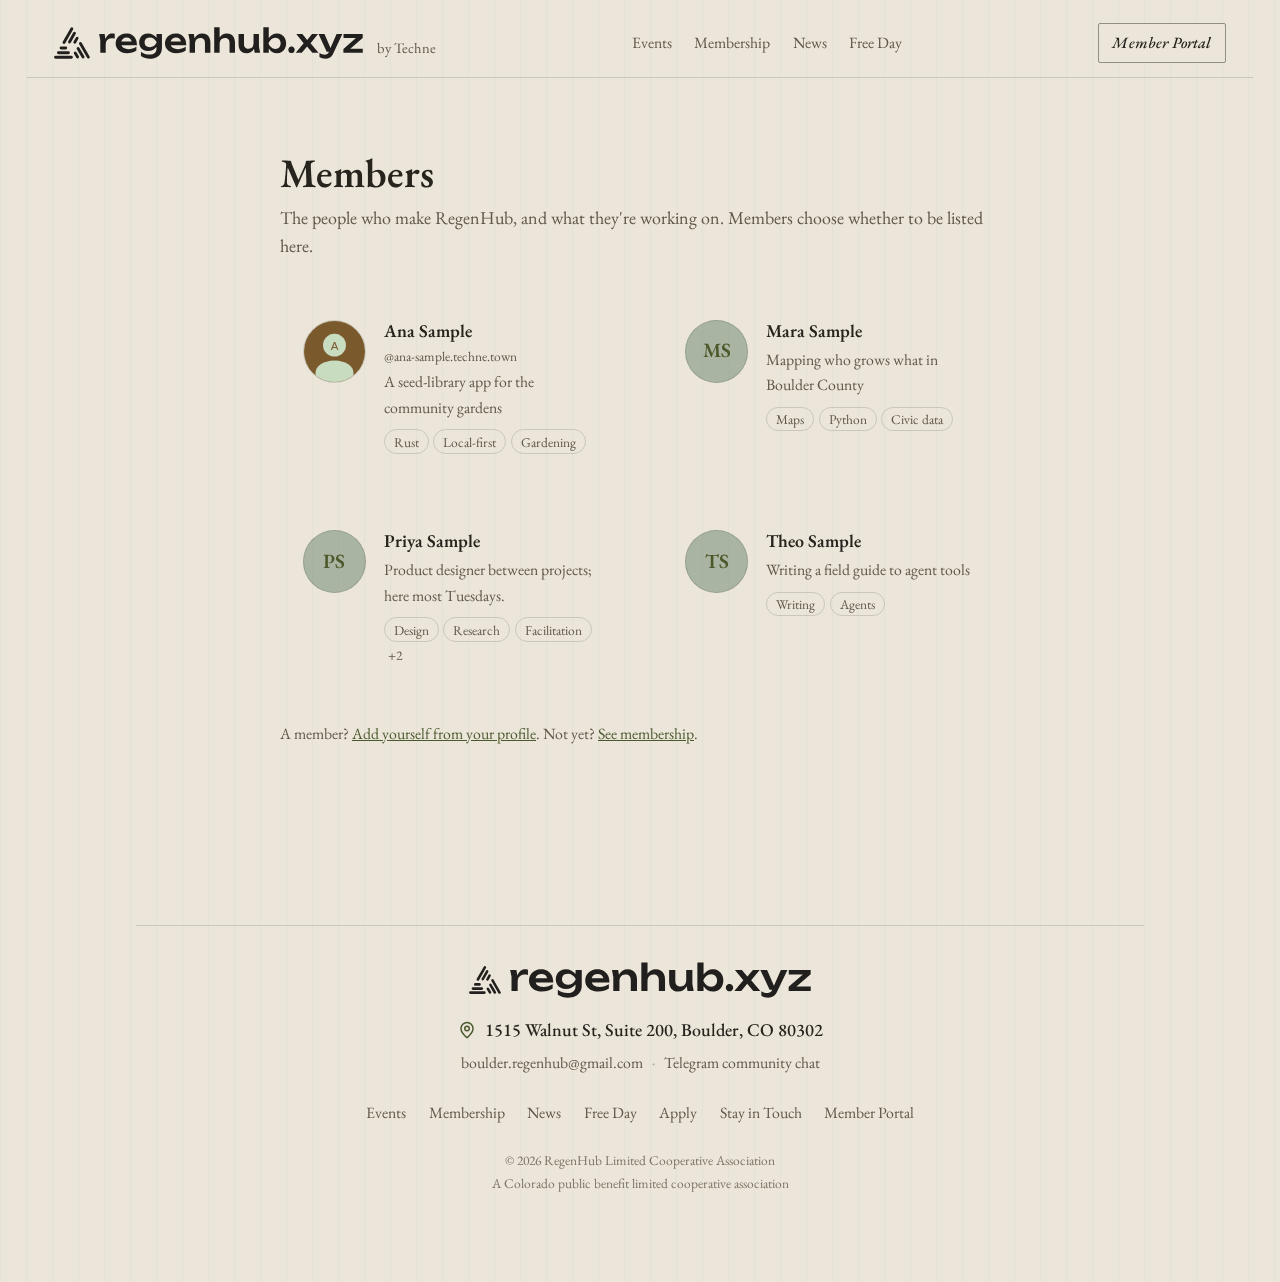 regenhub.xyz by Techne
Events Membership News Free Day
Member Portal
Members
The people who make RegenHub, and what they're working on. Members choose whether to be listed
here.
A
Ana Sample
@ana-sample.techne.town
A seed-library app for the
community gardens
Rust Local-first Gardening
MS
Mara Sample
Mapping who grows what in
Boulder County
Maps Python Civic data
PS
Priya Sample
Product designer between projects;
here most Tuesdays.
Design Research Facilitation
+2
TS
Theo Sample
Writing a field guide to agent tools
Writing Agents
A member? Add yourself from your profile. Not yet? See membership.
regenhub.xyz
1515 Walnut St, Suite 200, Boulder, CO 80302
boulder.regenhub@gmail.com · Telegram community chat
Events Membership News Free Day Apply Stay in Touch Member Portal
© 2026 RegenHub Limited Cooperative Association
A Colorado public benefit limited cooperative association